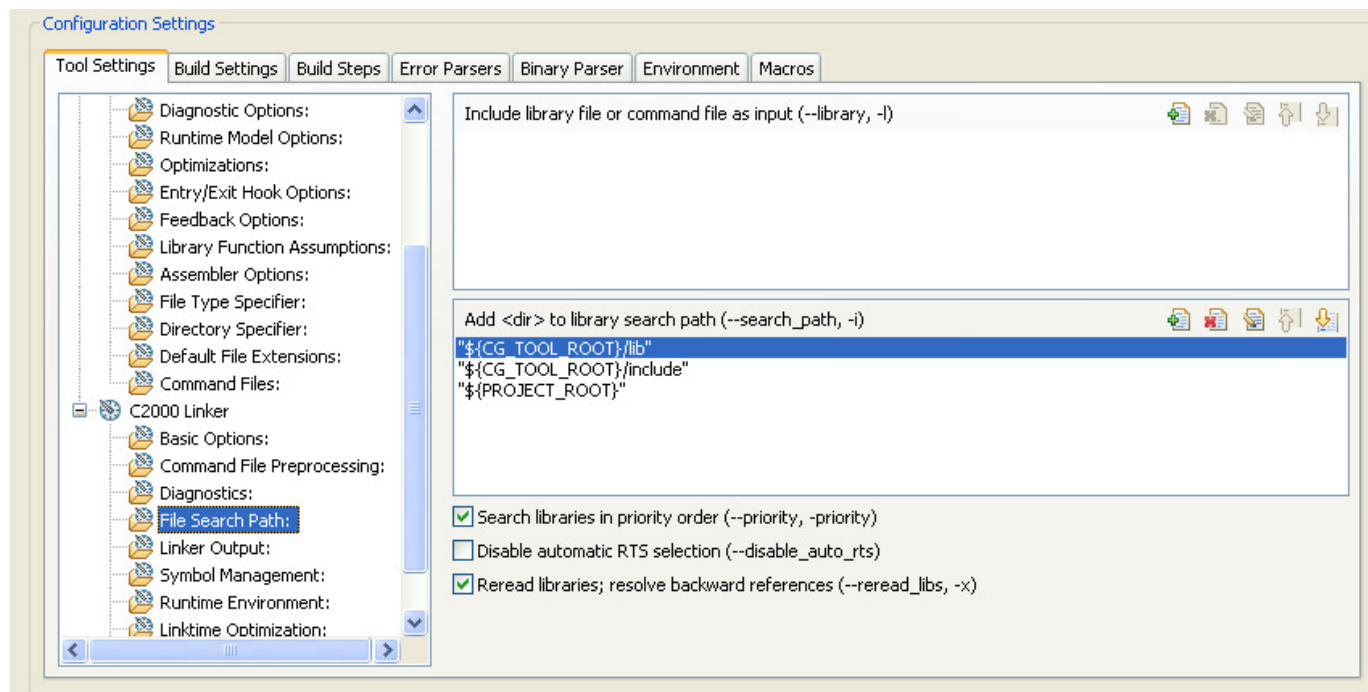 Configuration Settings
Tool Settings Build Settings Build Steps Error Parsers Binary Parser Environment Macros
Diagnostic Options:
Runtime Model Options:
Optimizations:
Entry/Exit Hook Options:
Feedback Options:
Library Function Assumptions:
Assembler Options:
File Type Specifier:
Directory Specifier:
Default File Extensions:
Command Files:
C2000 Linker
Basic Options:
Command File Preprocessing:
Diagnostics:
File Search Path:
Linker Output:
Symbol Management:
Runtime Environment:
Linktime Optimization:
Include library file or command file as input (--library, -l)
Add <dir> to library search path (--search_path, -i)
"${CG_TOOL_ROOT}/lib"
"${CG_TOOL_ROOT}/include"
"${PROJECT_ROOT}"
Search libraries in priority order (--priority, -priority)
Disable automatic RTS selection (--disable_auto_rts)
Reread libraries; resolve backward references (--reread_libs, -x)